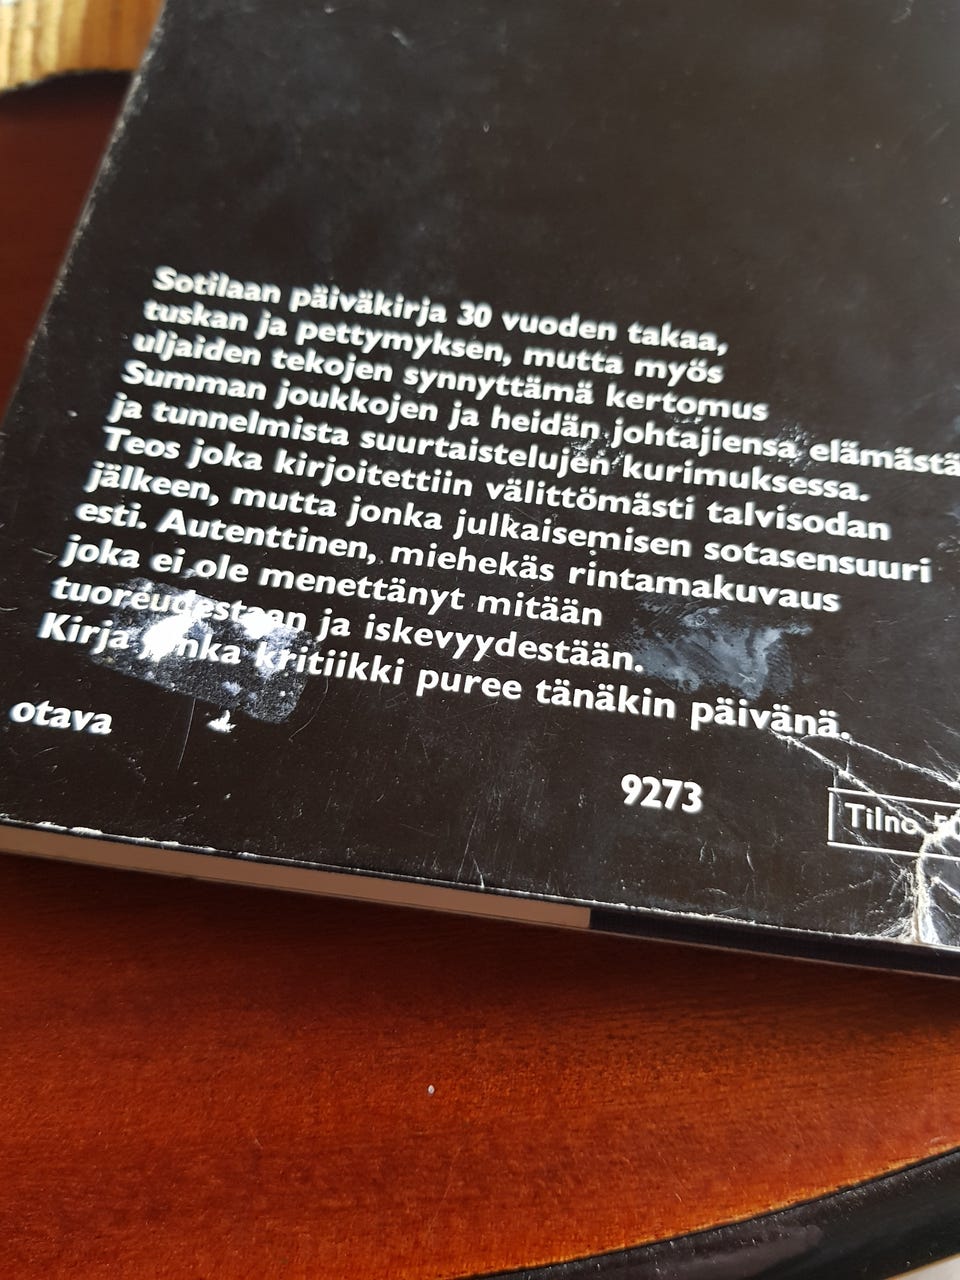 Sotilaan päiväkirja 30 vuoden takaa,
tuskan ja pettymyksen, mutta myös
uljaiden tekojen synnyttämä kertomus
Summan joukkojen ja heidän johtajiensa elämästä
ja tunnelmista suurtaistelujen kurimuksessa.
Teos joka kirjoitettiin välittömästi talvisodan
jälkeen, mutta jonka julkaisemisen sotasensuuri
esti. Autenttinen, miehekäs rintamakuvaus
joka ei ole menettänyt mitään
tuoreudestaan ja iskevyydestään.
Kirja jonka kritiikki puree tänäkin päivänä.
otava
9273
Tilno